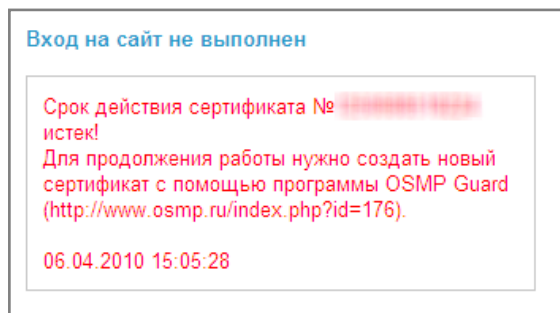 Вход на сайт не выполнен
Срок действия сертификата №
истек!
Для продолжения работы нужно создать новый
сертификат с помощью программы OSMP Guard
(http://www.osmp.ru/index.php?id=176).
06.04.2010 15:05:28